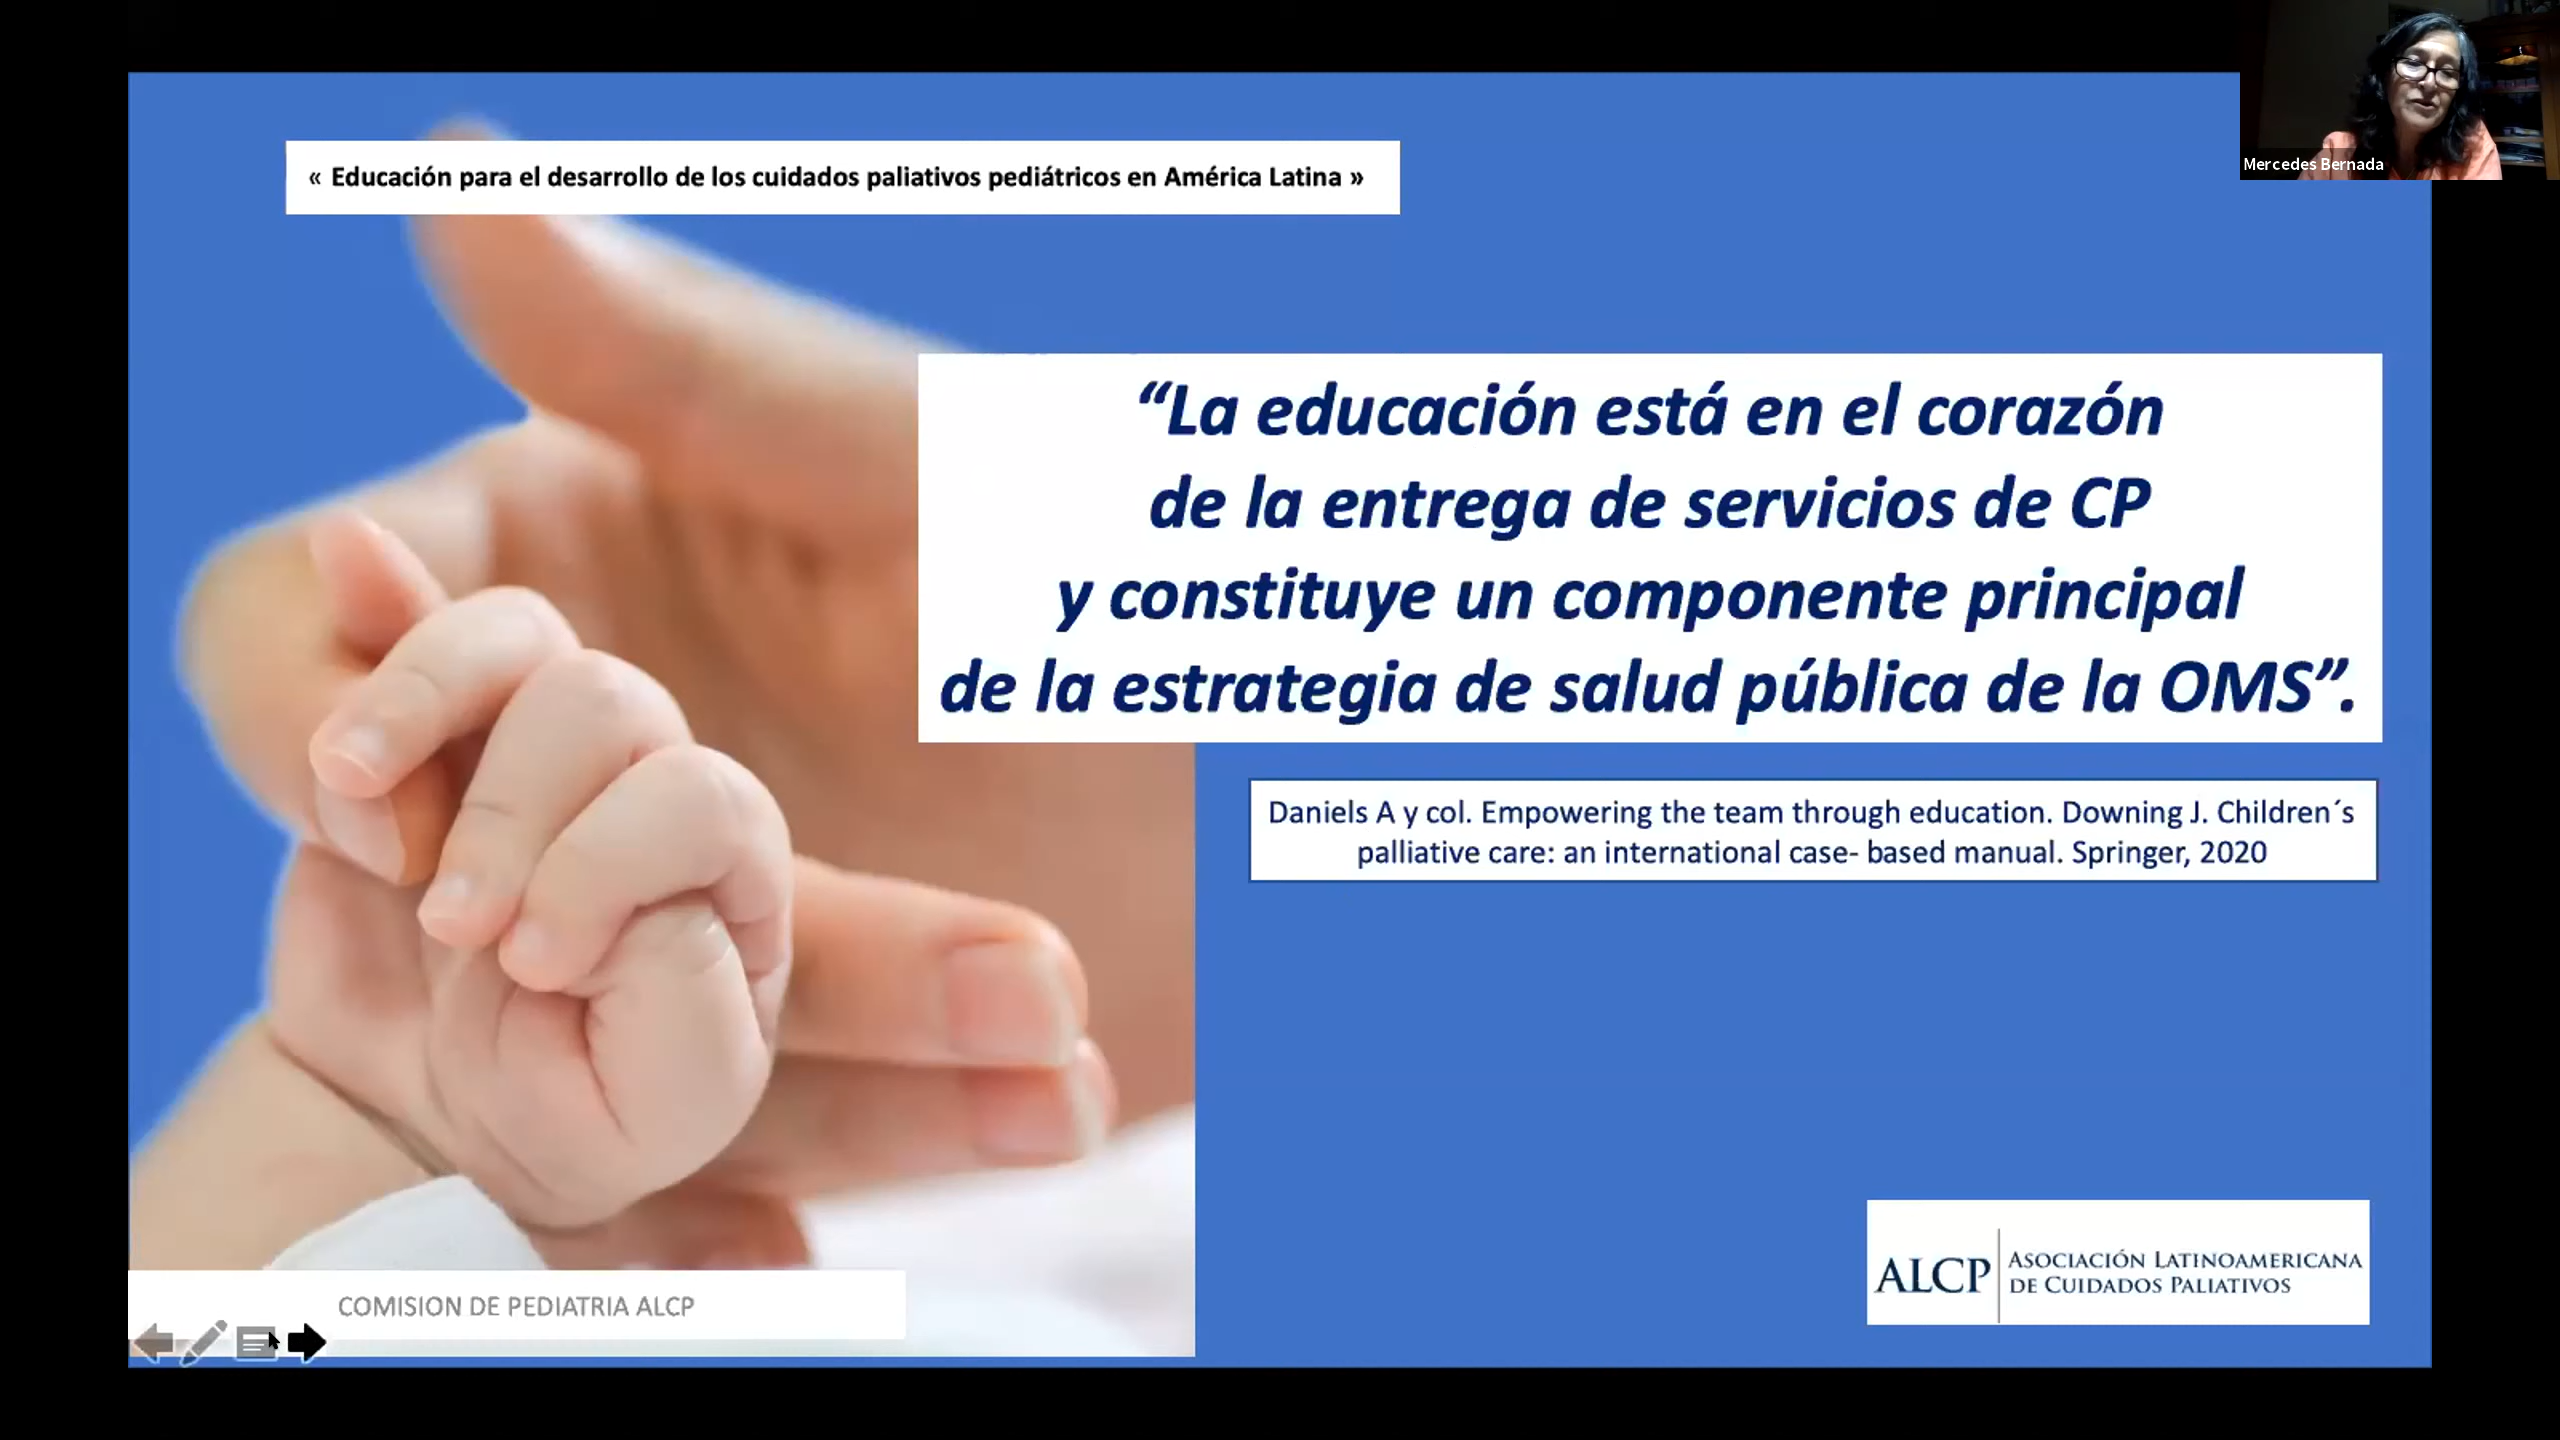 Mercedes Bernada
« Educación para el desarrollo de los cuidados paliativos pediátricos en América Latina »
“La educación está en el corazón
de la entrega de servicios de CP
y constituye un componente principal
de la estrategia de salud pública de la OMS”.
Daniels A y col. Empowering the team through education. Downing J. Children´s
palliative care: an international case- based manual. Springer, 2020
ALCP
ASOCIACIÓN LATINOAMERICANA
DE CUIDADOS PALIATIVOS
COMISION DE PEDIATRIA ALCP